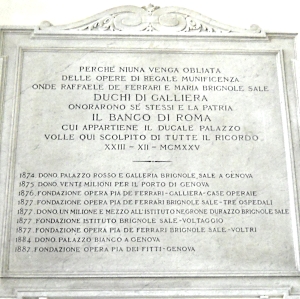 PERCHÉ NIUNA VENGA OBLIATA
DELLE OPERE DI REGALE MUNIFICENZA
ONDE RAFFAELE DE FERRARI E MARIA BRIGNOLE SALE
DUCHI DI GALLIERA
ONORARONO SÉ STESSI E LA PATRIA
IL BANCO DI ROMA
CUI APPARTIENE IL DUCALE PALAZZO
VOLLE QUI SCOLPITO DI TUTTE IL RICORDO
XXIII - XII - MCMXXV
1874 DONO PALAZZO ROSSO E GALLERIA BRIGNOLE SALE A GENOVA
1875 DONO VENTI MILIONI PER IL PORTO DI GENOVA
1876 FONDAZIONE OPERA PIA DE FERRARI-GALLIERA-CASE OPERAIE
1877 FONDAZIONE OPERA PIA DE FERRARI BRIGNOLE SALE-TRE OSPEDALI
1877 DONO UN MILIONE E MEZZO ALL'ISTITUTO NEGRONE DURAZZO BRIGNOLE SALE
1877 FONDAZIONE ISTITUTO BRIGNOLE SALE-VOLTAGGIO
1877 FONDAZIONE OPERA PIA DE FERRARI BRIGNOLE SALE-VOLTRI
1884 DONO PALAZZO BIANCO A GENOVA
1887 FONDAZIONE OPERA PIA DEI FITTI-GENOVA